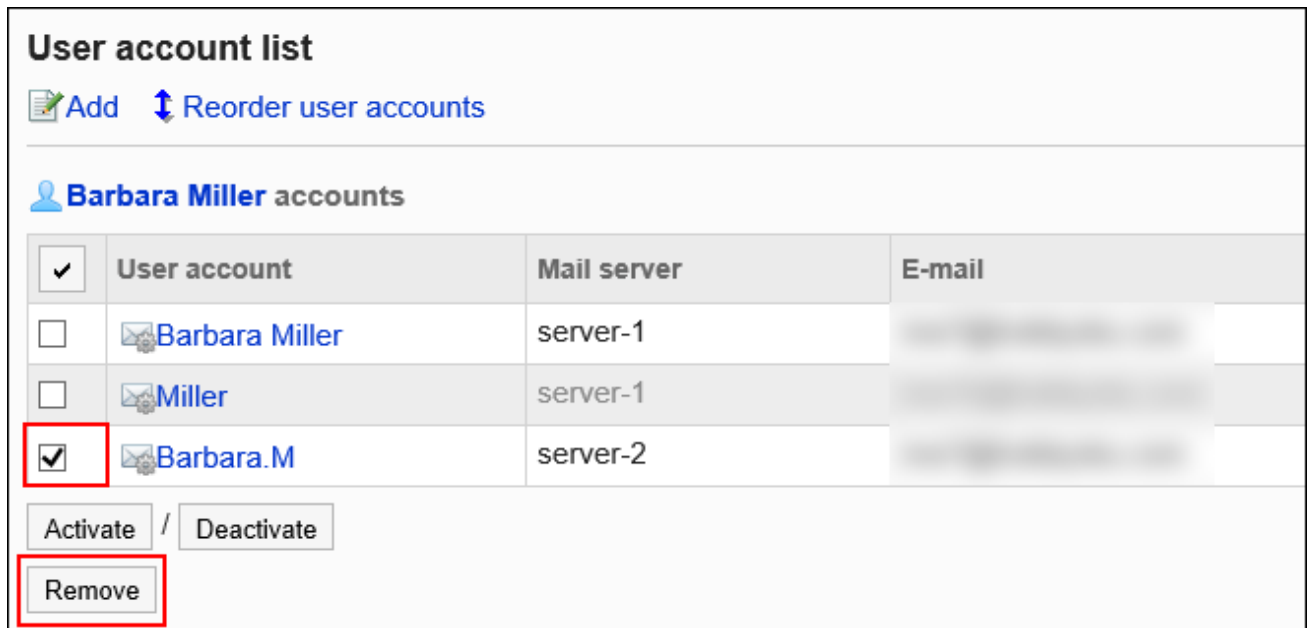 User account list
Add Reorder user accounts
Barbara Miller accounts
User account Mail server E-mail
Barbara Miller server-1
Miller server-1
Barbara.M server-2
Activate / Deactivate
Remove